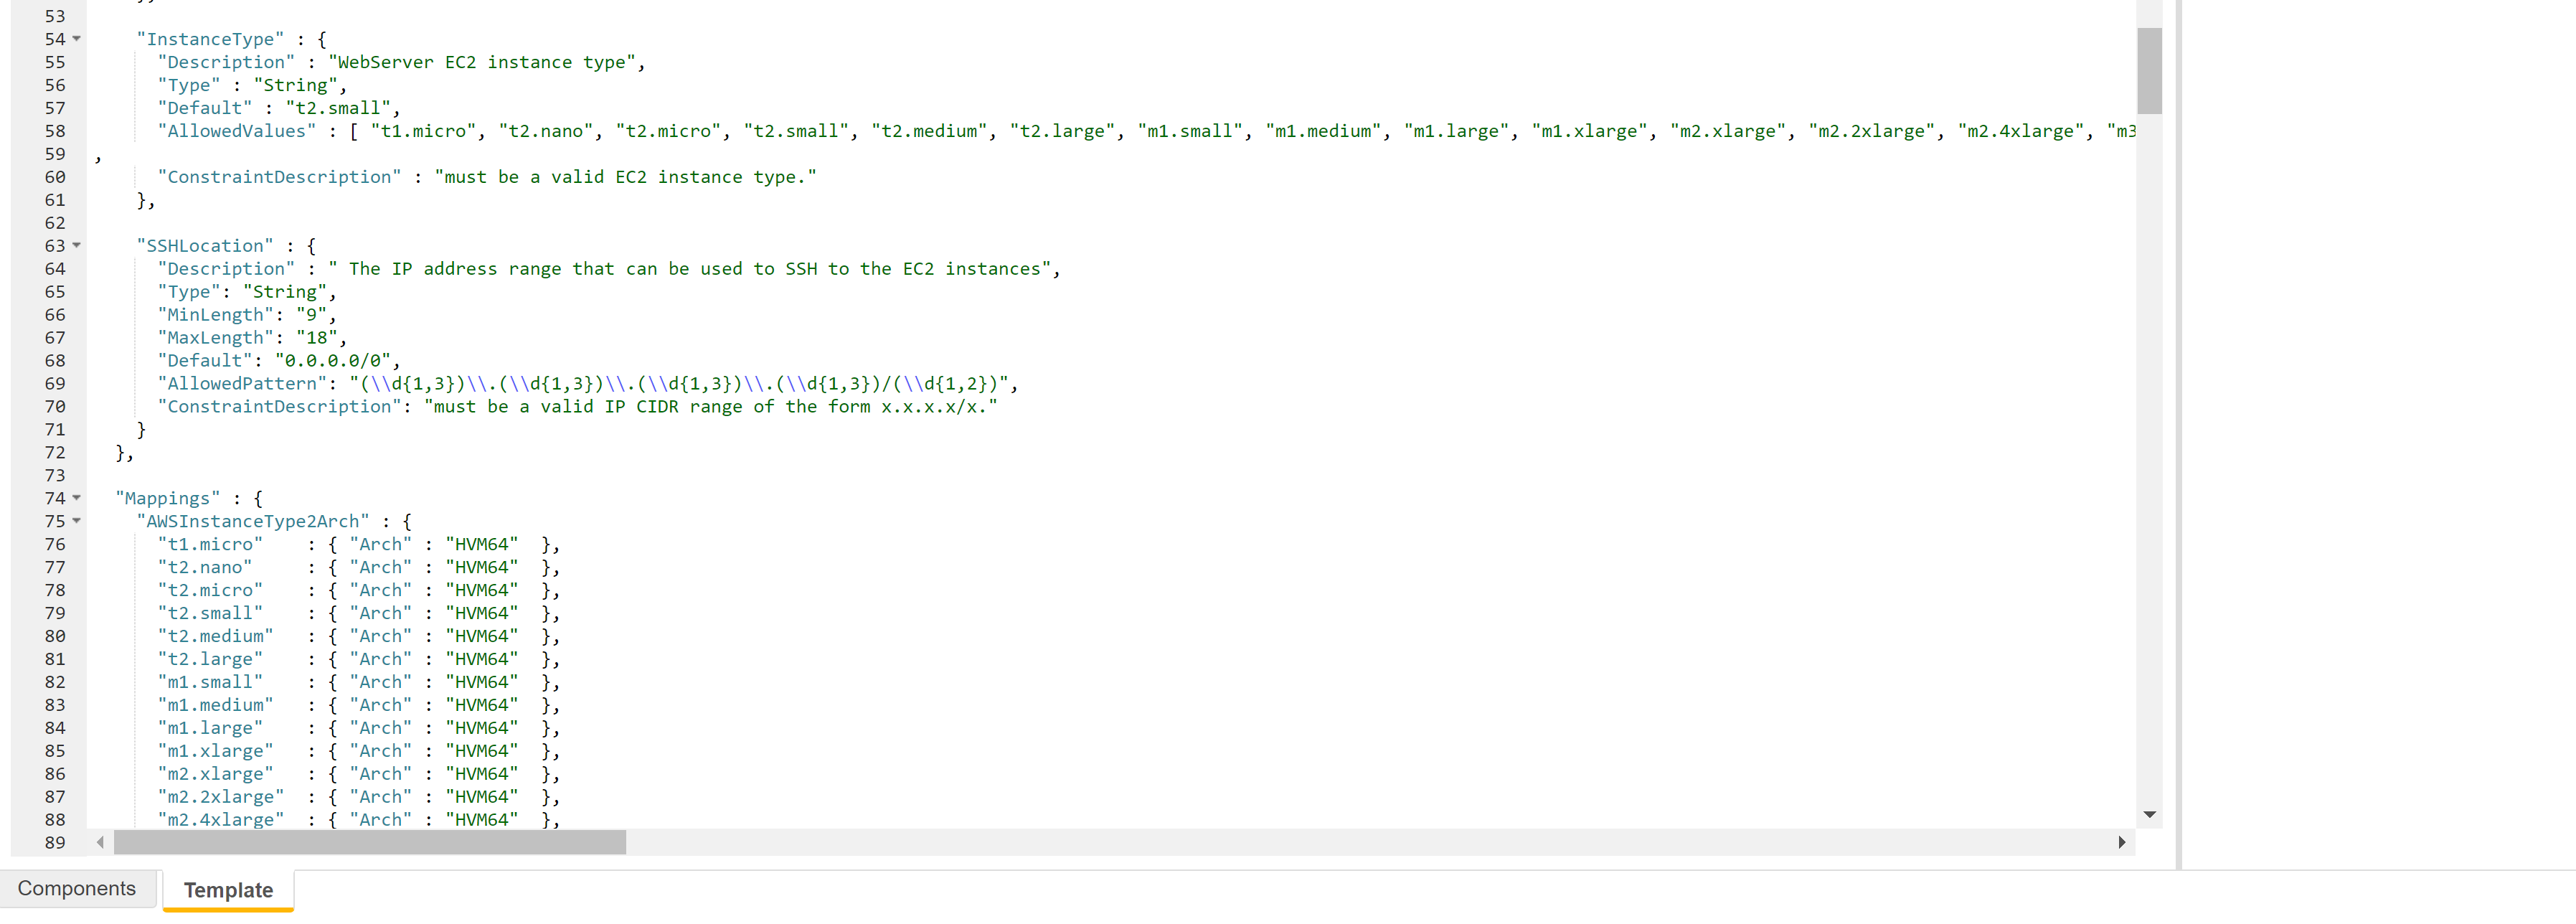 53
54 "InstanceType" : {
55 "Description" : "WebServer EC2 instance type",
56 "Type" : "String",
57 "Default" : "t2.small",
58 "AllowedValues" : [ "t1.micro", "t2.nano", "t2.micro", "t2.small", "t2.medium", "t2.large", "m1.small", "m1.medium", "m1.large", "m1.xlarge", "m2.xlarge", "m2.2xlarge", "m2.4xlarge", "m3
59 ,
60 "ConstraintDescription" : "must be a valid EC2 instance type."
61 },
62
63 "SSHLocation" : {
64 "Description" : " The IP address range that can be used to SSH to the EC2 instances",
65 "Type": "String",
66 "MinLength": "9",
67 "MaxLength": "18",
68 "Default": "0.0.0.0/0",
69 "AllowedPattern": "(\\d{1,3})\\.(\\d{1,3})\\.(\\d{1,3})\\.(\\d{1,3})/(\\d{1,2})",
70 "ConstraintDescription": "must be a valid IP CIDR range of the form x.x.x.x/x."
71 }
72 },
73
74 "Mappings" : {
75 "AWSInstanceType2Arch" : {
76 "t1.micro" : { "Arch" : "HVM64" },
77 "t2.nano" : { "Arch" : "HVM64" },
78 "t2.micro" : { "Arch" : "HVM64" },
79 "t2.small" : { "Arch" : "HVM64" },
80 "t2.medium" : { "Arch" : "HVM64" },
81 "t2.large" : { "Arch" : "HVM64" },
82 "m1.small" : { "Arch" : "HVM64" },
83 "m1.medium" : { "Arch" : "HVM64" },
84 "m1.large" : { "Arch" : "HVM64" },
85 "m1.xlarge" : { "Arch" : "HVM64" },
86 "m2.xlarge" : { "Arch" : "HVM64" },
87 "m2.2xlarge" : { "Arch" : "HVM64" },
88 "m2.4xlarge" : { "Arch" : "HVM64" },
89
Components Template